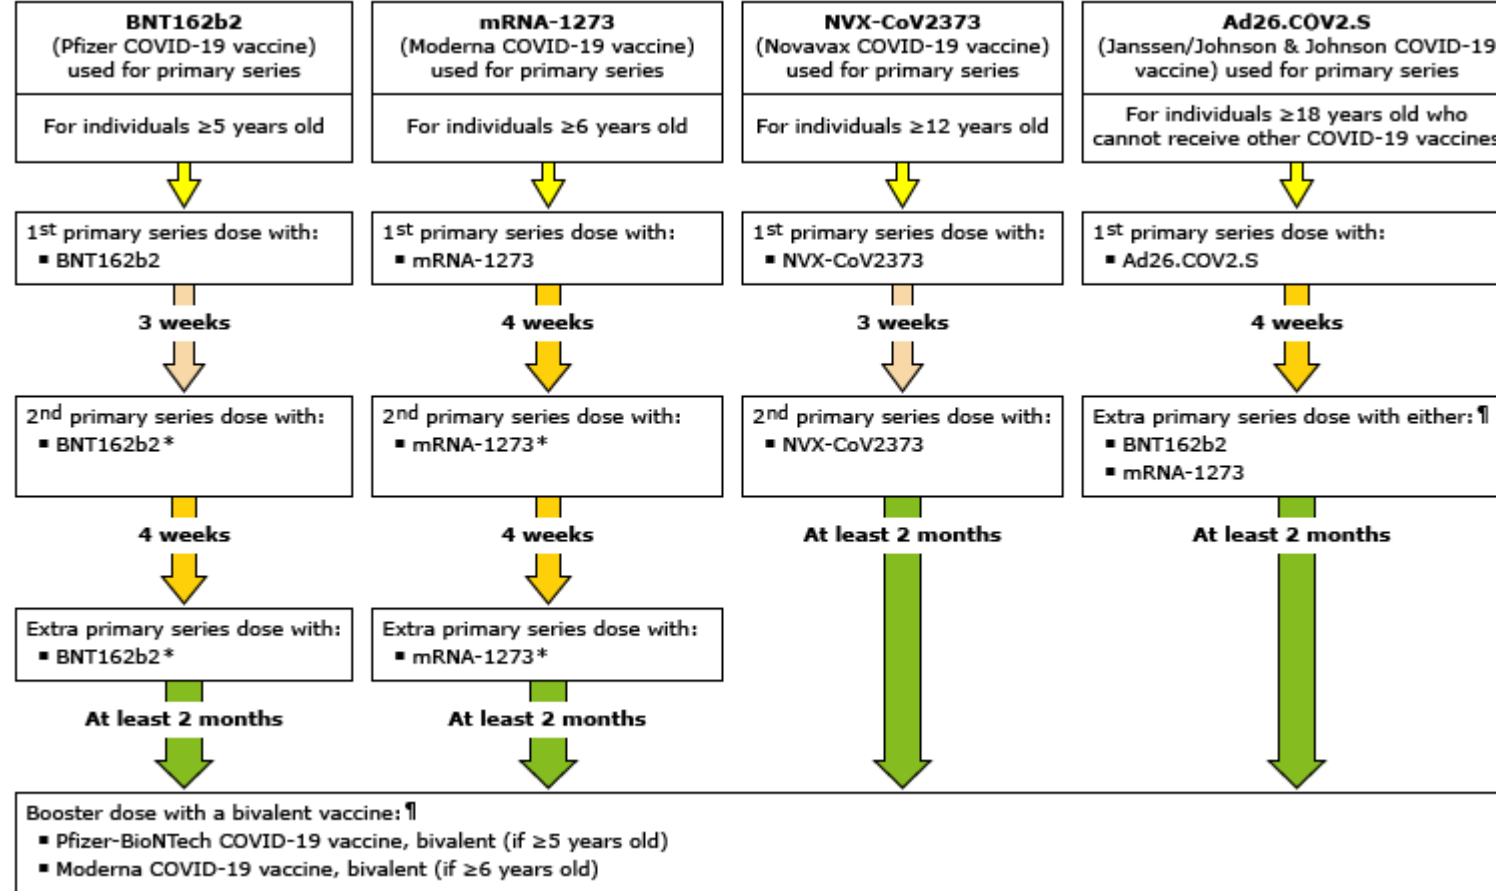 BNT162b2
(Pfizer COVID-19 vaccine)
used for primary series
For individuals ≥5 years old
1st primary series dose with:
▪ BNT162b2
3 weeks
2nd primary series dose with:
▪ BNT162b2*
4 weeks
Extra primary series dose with:
▪ BNT162b2*
At least 2 months
mRNA-1273
(Moderna COVID-19 vaccine)
used for primary series
For individuals ≥6 years old
1st primary series dose with:
▪ mRNA-1273
4 weeks
2nd primary series dose with:
▪ mRNA-1273*
4 weeks
Extra primary series dose with:
▪ mRNA-1273*
At least 2 months
NVX-CoV2373
(Novavax COVID-19 vaccine)
used for primary series
For individuals ≥12 years old
1st primary series dose with:
▪ NVX-CoV2373
3 weeks
2nd primary series dose with:
▪ NVX-CoV2373
At least 2 months
Ad26.COV2.S
(Janssen/Johnson & Johnson COVID-19
vaccine) used for primary series
For individuals ≥18 years old who
cannot receive other COVID-19 vaccines
1st primary series dose with:
▪ Ad26.COV2.S
4 weeks
Extra primary series dose with either:¶
▪ BNT162b2
▪ mRNA-1273
At least 2 months
Booster dose with a bivalent vaccine:¶
▪ Pfizer-BioNTech COVID-19 vaccine, bivalent (if ≥5 years old)
▪ Moderna COVID-19 vaccine, bivalent (if ≥6 years old)